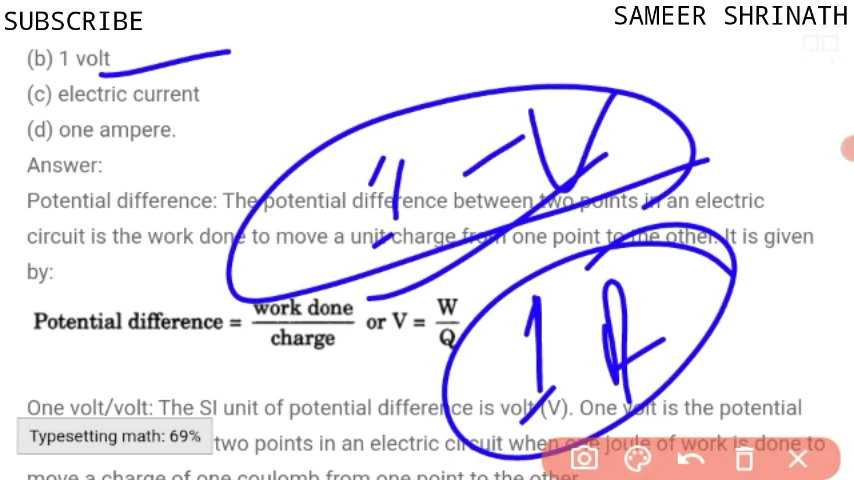 SUBSCRIBE
SAMEER SHRINATH
(b) 1 volt
(c) electric current
(d) one ampere.
Answer:
Potential difference: The potential difference between two points in an electric
circuit is the work done to move a unit charge from one point to the other. It is given
by:
Potential difference = work done / charge or V = W / Q
1 - V
1 A
One volt/volt: The SI unit of potential difference is volt (V). One volt is the potential
Typesetting math: 69%
two points in an electric circuit when one joule of work is done to
move a charge of one coulomb from one point to the other.